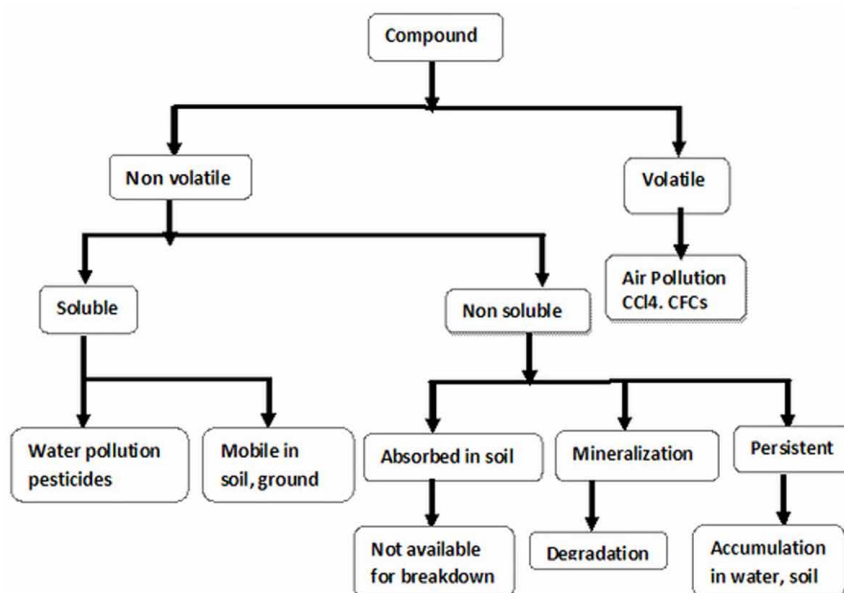 Compound
Non volatile
Volatile
Air Pollution
CCl4. CFCs
Soluble
Non soluble
Water pollution
pesticides
Mobile in
soil, ground
Absorbed in soil
Mineralization
Persistent
Not available
for breakdown
Degradation
Accumulation
in water, soil